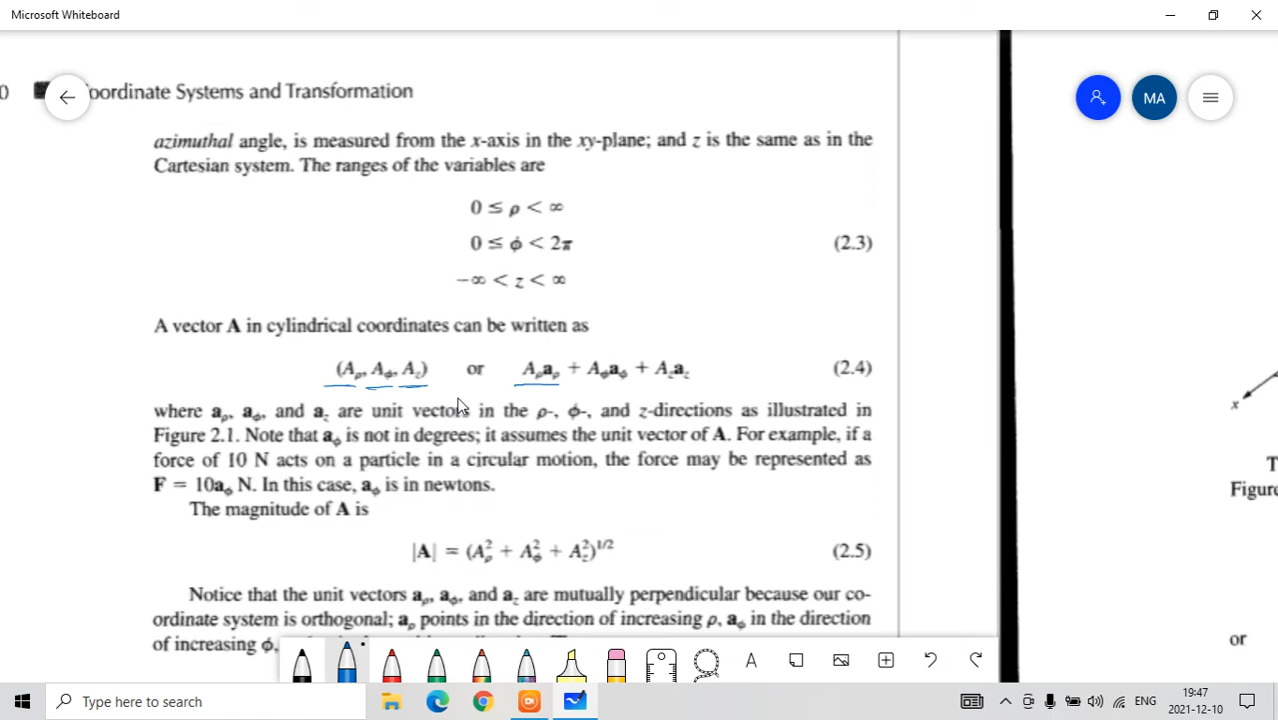 Microsoft Whiteboard
0 oordinate Systems and Transformation
MA
azimuthal angle, is measured from the x-axis in the xy-plane; and z is the same as in the
Cartesian system. The ranges of the variables are
0 ≤ ρ < ∞
0 ≤ ϕ < 2π (2.3)
−∞ < z < ∞
A vector A in cylindrical coordinates can be written as
(Aρ, Aϕ, Az) or Aρaρ + Aϕaϕ + Azaz (2.4)
x
where aρ, aϕ, and az are unit vectors in the ρ-, ϕ-, and z-directions as illustrated in
Figure 2.1. Note that aϕ is not in degrees; it assumes the unit vector of A. For example, if a
force of 10 N acts on a particle in a circular motion, the force may be represented as
T
F = 10aϕ N. In this case, aϕ is in newtons.
Figure
The magnitude of A is
|A| = (Aρ² + Aϕ² + Az²)^1/2 (2.5)
Notice that the unit vectors aρ, aϕ, and az are mutually perpendicular because our co-
ordinate system is orthogonal; aρ points in the direction of increasing ρ, aϕ in the direction
of increasing ϕ,
or
A
Type here to search
ENG
19:47
2021-12-10